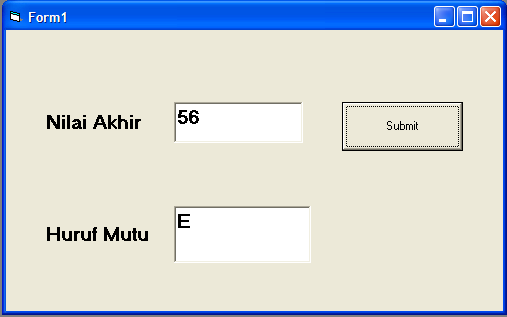 Form1
Nilai Akhir
56
Submit
Huruf Mutu
E